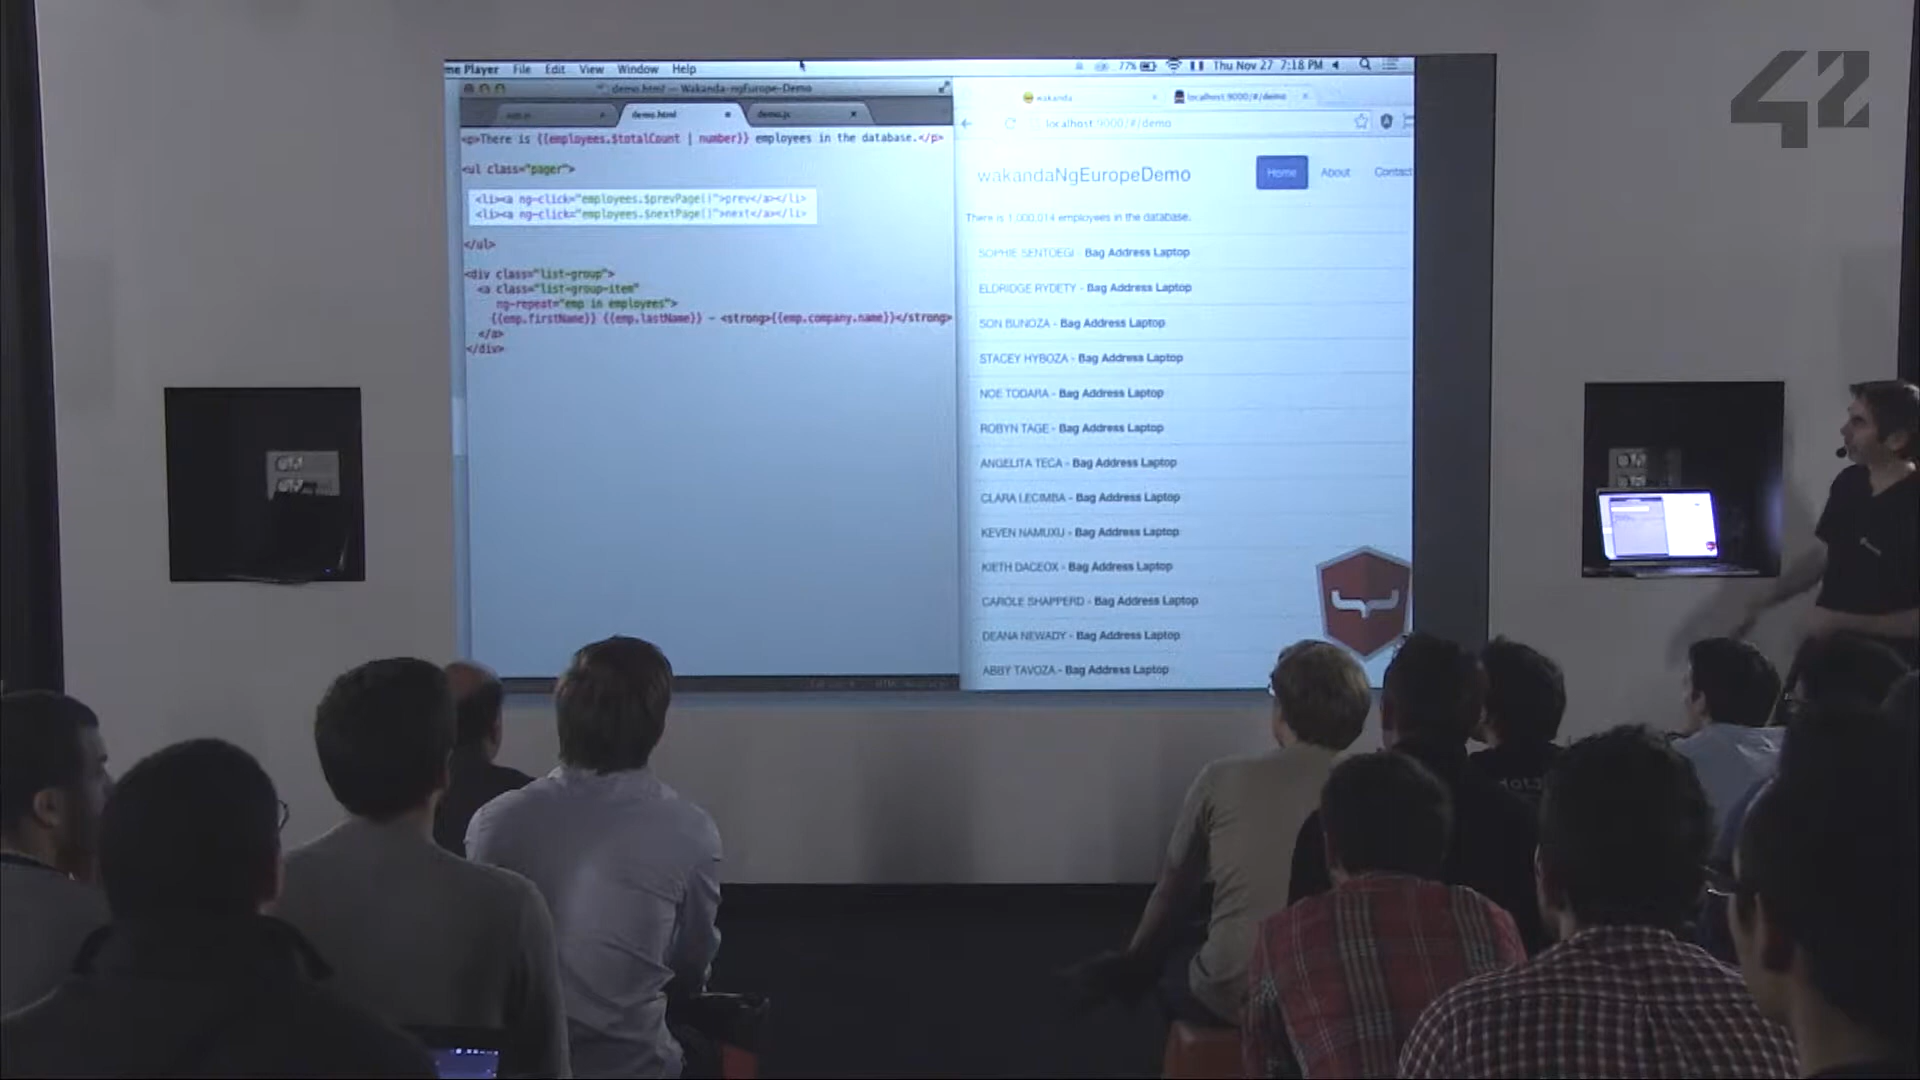 42
me Player File Edit View Window Help
77% Thu Nov 27 7:18 PM
demo.html — Wakanda-ngEurope-Demo
demo.html demo.js
<p>There is {{employees.$totalCount | number}} employees in the database.</p>
<ul class="pager">
<li><a ng-click="employees.$prevPage()">prev</a></li>
<li><a ng-click="employees.$nextPage()">next</a></li>
</ul>
<div class="list-group">
<a class="list-group-item"
ng-repeat="emp in employees">
{{emp.firstName}} {{emp.lastName}} - <strong>{{emp.company.name}}</strong>
</a>
</div>
wakanda localhost:9000/#/demo
localhost:9000/#/demo
wakandaNgEuropeDemo
Home About Contact
There is 1,000,014 employees in the database.
SOPHIE SENTOEGI - Bag Address Laptop
ELDRIDGE RYDETY - Bag Address Laptop
SON BUNOZA - Bag Address Laptop
STACEY HYBOZA - Bag Address Laptop
NOE TODARA - Bag Address Laptop
ROBYN TAGE - Bag Address Laptop
ANGELITA TECA - Bag Address Laptop
CLARA LECIMBA - Bag Address Laptop
KEVEN NAMUXU - Bag Address Laptop
KIETH DACEOX - Bag Address Laptop
CAROLE SHAPPERD - Bag Address Laptop
DEANA NEWADY - Bag Address Laptop
ABBY TAVOZA - Bag Address Laptop